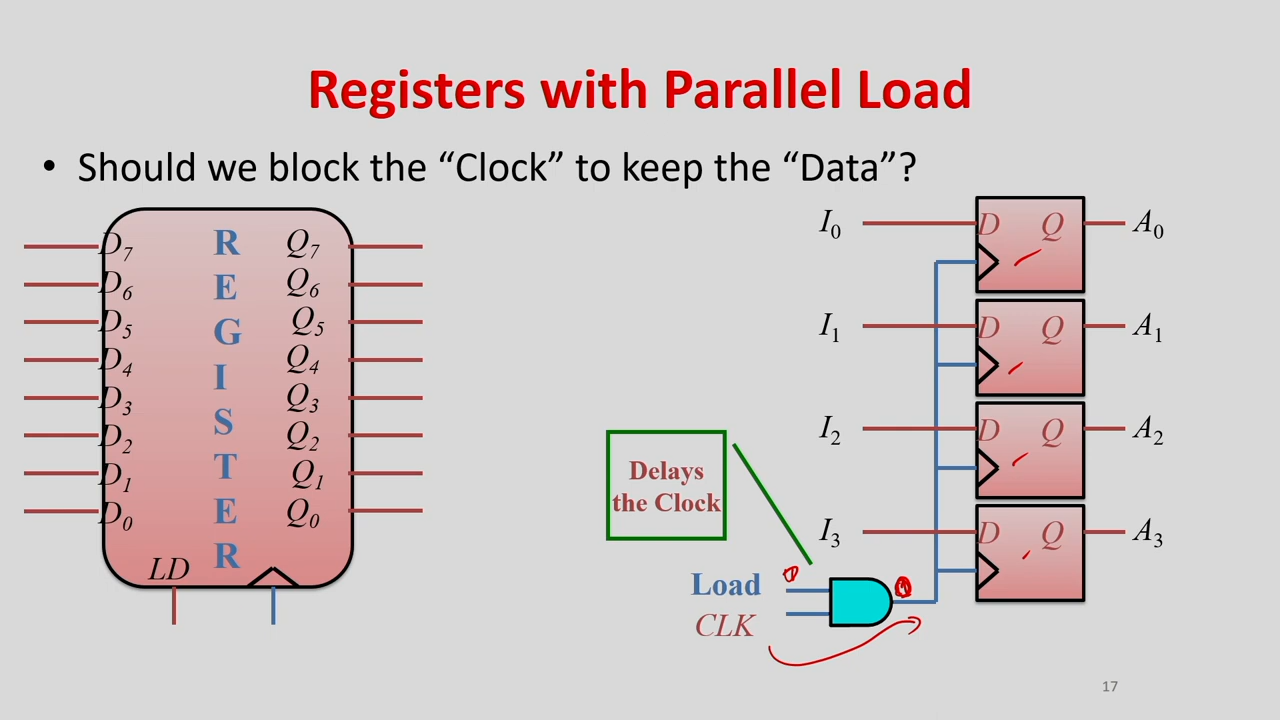 Registers with Parallel Load
• Should we block the “Clock” to keep the “Data”?
D7 R Q7
D6 E Q6
D5 G Q5
D4 I Q4
D3 S Q3
D2 T Q2
D1 E Q1
D0 R Q0
LD
I0 D Q A0
I1 D Q A1
I2 D Q A2
I3 D Q A3
Delays
the Clock
Load 0 0
CLK
17